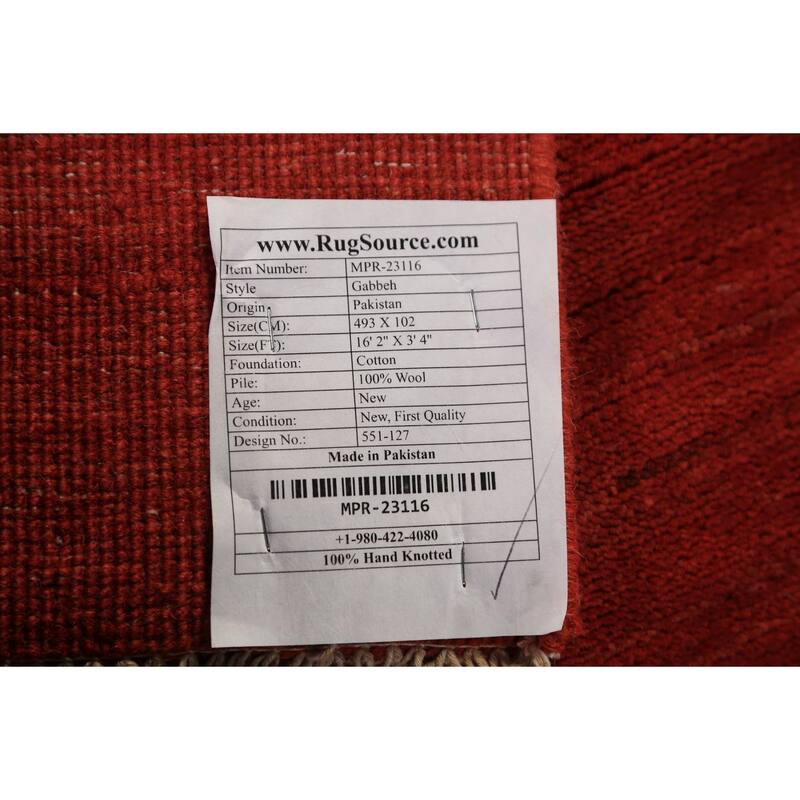 www.RugSource.com
Item Number: MPR-23116
Style Gabbeh
Origin: Pakistan
Size(CM): 493 X 102
Size(FT): 16' 2" X 3' 4"
Foundation: Cotton
Pile: 100% Wool
Age: New
Condition: New, First Quality
Design No.: 551-127
Made in Pakistan
MPR-23116
+1-980-422-4080
100% Hand Knotted